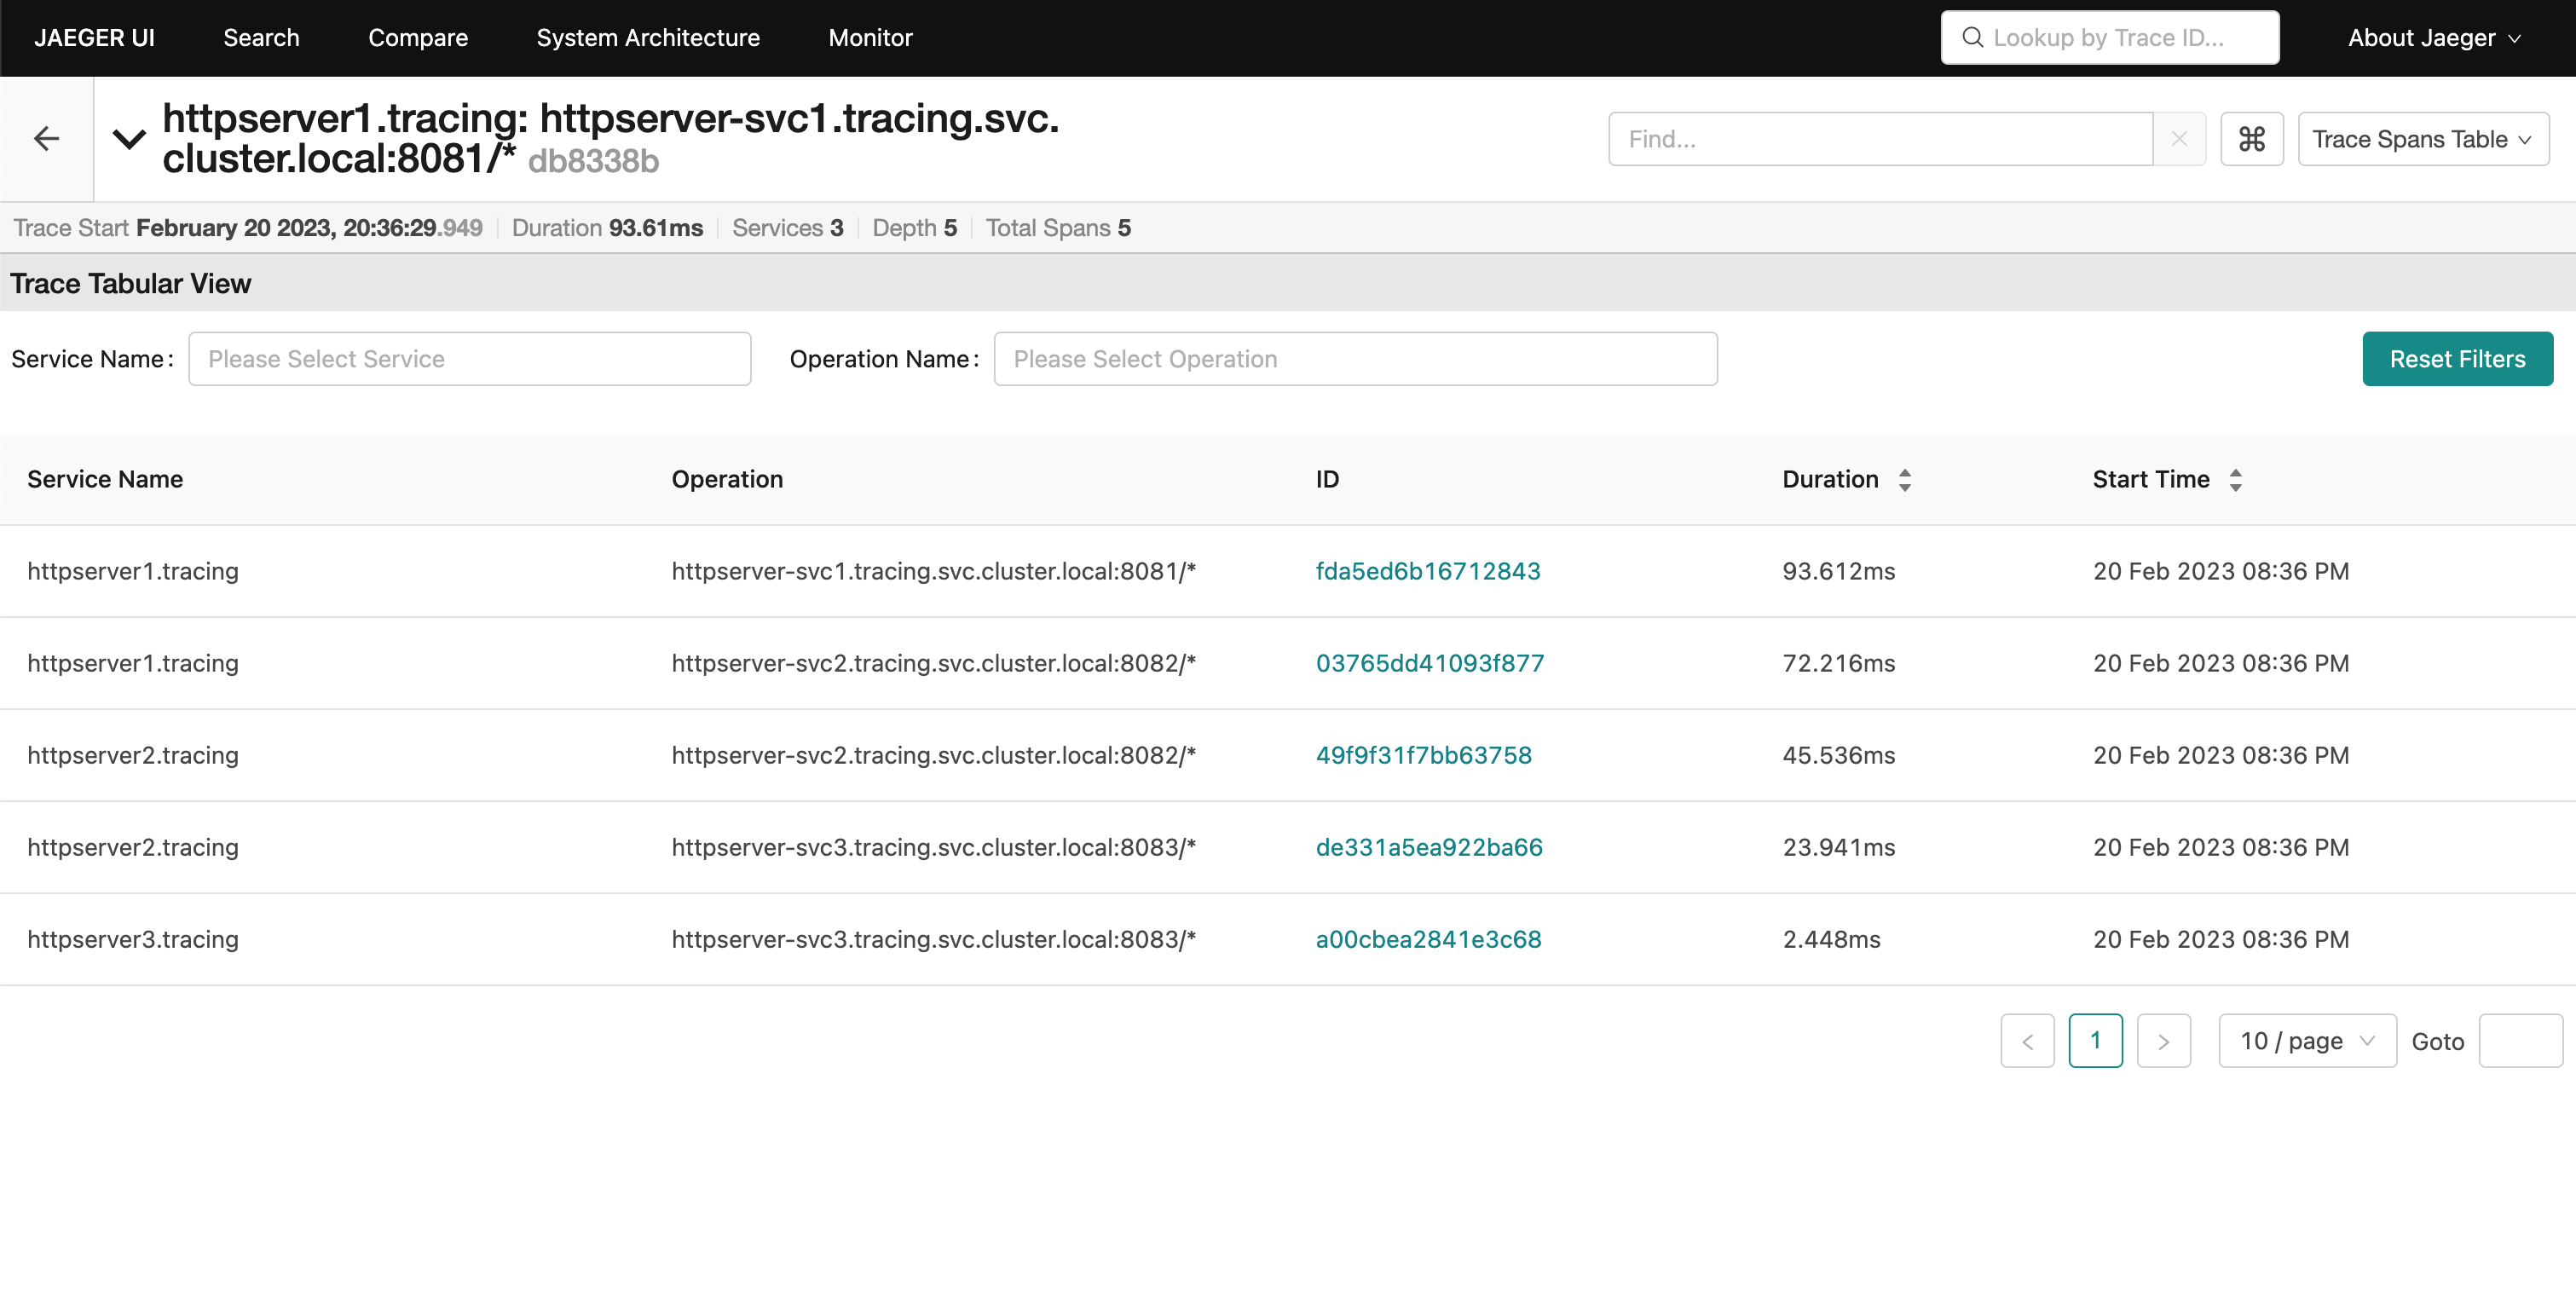 JAEGER UI Search Compare System Architecture Monitor Lookup by Trace ID... About Jaeger
httpserver1.tracing: httpserver-svc1.tracing.svc.
cluster.local:8081/* db8338b
Find... ⌘ Trace Spans Table
Trace Start February 20 2023, 20:36:29.949 Duration 93.61ms Services 3 Depth 5 Total Spans 5
Trace Tabular View
Service Name: Please Select Service Operation Name: Please Select Operation Reset Filters
Service Name Operation ID Duration Start Time
httpserver1.tracing httpserver-svc1.tracing.svc.cluster.local:8081/* fda5ed6b16712843 93.612ms 20 Feb 2023 08:36 PM
httpserver1.tracing httpserver-svc2.tracing.svc.cluster.local:8082/* 03765dd41093f877 72.216ms 20 Feb 2023 08:36 PM
httpserver2.tracing httpserver-svc2.tracing.svc.cluster.local:8082/* 49f9f31f7bb63758 45.536ms 20 Feb 2023 08:36 PM
httpserver2.tracing httpserver-svc3.tracing.svc.cluster.local:8083/* de331a5ea922ba66 23.941ms 20 Feb 2023 08:36 PM
httpserver3.tracing httpserver-svc3.tracing.svc.cluster.local:8083/* a00cbea2841e3c68 2.448ms 20 Feb 2023 08:36 PM
< 1 > 10 / page Goto